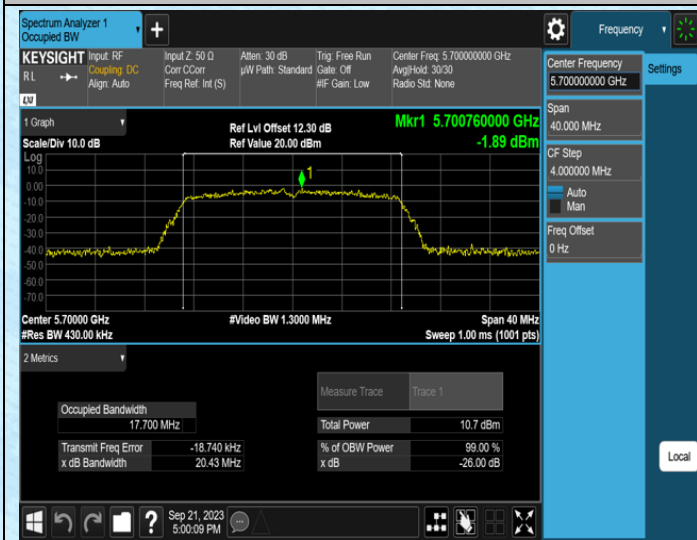 Spectrum Analyzer 1
Occupied BW
Frequency
KEYSIGHT
RL
LXI
Input: RF
Coupling: DC
Align: Auto
Input Z: 50 Ω
Corr CCorr
Freq Ref: Int (S)
Atten: 30 dB
µW Path: Standard
Trig: Free Run
Gate: Off
#IF Gain: Low
Center Freq: 5.700000000 GHz
Avg|Hold: 30/30
Radio Std: None
Center Frequency
5.700000000 GHz
Settings
Span
40.000 MHz
CF Step
4.000000 MHz
Auto
Man
Freq Offset
0 Hz
1 Graph
Scale/Div 10.0 dB
Ref Lvl Offset 12.30 dB
Ref Value 20.00 dBm
Mkr1 5.700760000 GHz
-1.89 dBm
Log
10.0
0.00
-10.0
-20.0
-30.0
-40.0
-50.0
-60.0
-70.0
1
Center 5.70000 GHz
#Res BW 430.00 kHz
#Video BW 1.3000 MHz
Span 40 MHz
Sweep 1.00 ms (1001 pts)
2 Metrics
Measure Trace Trace 1
Occupied Bandwidth
17.700 MHz
Total Power 10.7 dBm
Transmit Freq Error -18.740 kHz
% of OBW Power 99.00 %
x dB Bandwidth 20.43 MHz
x dB -26.00 dB
Local
?
Sep 21, 2023
5:00:09 PM